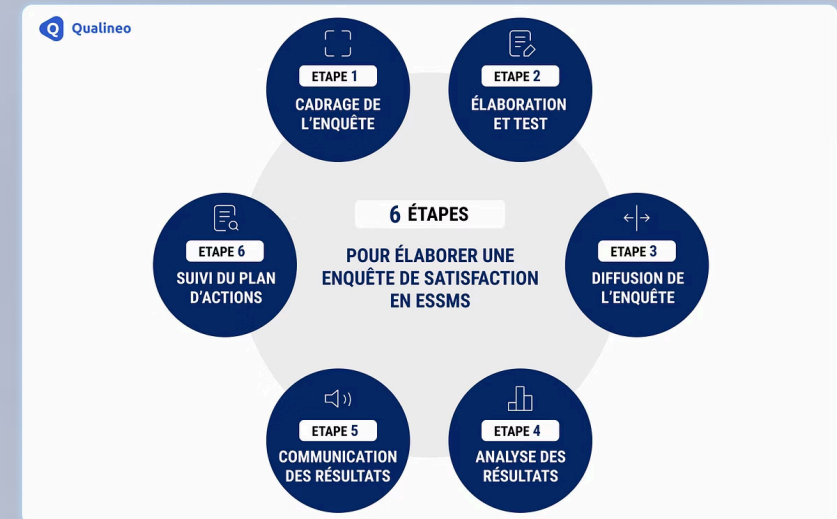 Qualineo
ETAPE 1
CADRAGE DE
L'ENQUÊTE
ETAPE 2
ÉLABORATION
ET TEST
6 ÉTAPES
POUR ÉLABORER UNE
ENQUÊTE DE SATISFACTION
EN ESSMS
ETAPE 3
DIFFUSION DE
L'ENQUÊTE
ETAPE 4
ANALYSE DES
RÉSULTATS
ETAPE 5
COMMUNICATION
DES RÉSULTATS
ETAPE 6
SUIVI DU PLAN
D'ACTIONS